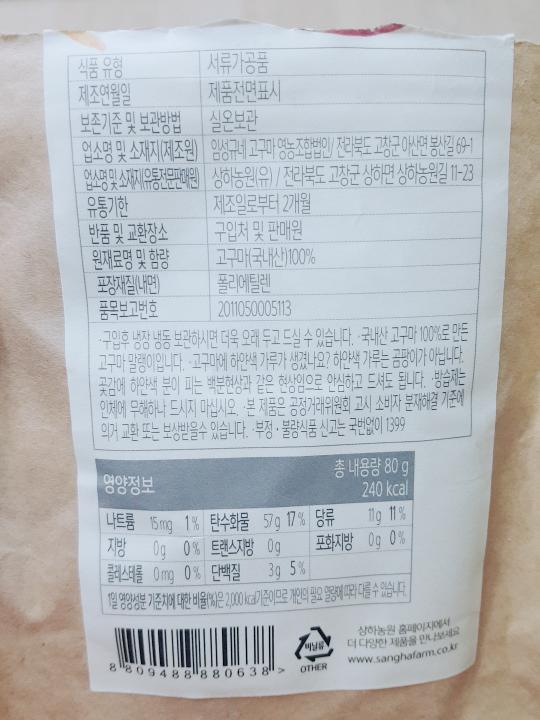 식품 유형 서류가공품
제조연월일 제품전면표시
보존기준 및 보관방법 실온보관
업소명 및 소재지(제조원) 임성규네 고구마 영농조합법인/ 전라북도 고창군 아산면 봉산길 69-1
업소명 및 소재지(유통전문판매원) 상하농원(유) / 전라북도 고창군 상하면 상하농원길 11-23
유통기한 제조일로부터 2개월
반품 및 교환장소 구입처 및 판매원
원재료명 및 함량 고구마(국내산)100%
포장재질(내면) 폴리에틸렌
품목보고번호 2011050005113
·구입후 냉장 냉동 보관하시면 더욱 오래 두고 드실 수 있습니다. ·국내산 고구마 100%로 만든
고구마 말랭이입니다. ·고구마에 하얀색 가루가 생겼나요? 하얀색 가루는 곰팡이가 아닙니다.
곶감에 하얀색 분이 피는 백분현상과 같은 현상임으로 안심하고 드셔도 됩니다. ·방습제는
인체에 무해하나 드시지 마십시오. ·본 제품은 공정거래위원회 고시 소비자 분재해결 기준에
의거 교환 또는 보상받을수 있습니다. ·부정·불량식품 신고는 국번없이 1399
영양정보 총 내용량 80 g
240 kcal
나트륨 15 mg 1% 탄수화물 57 g 17% 당류 11 g 11%
지방 0 g 0% 트랜스지방 0 g 포화지방 0 g 0%
콜레스테롤 0 mg 0% 단백질 3 g 5%
1일 영양성분 기준치에 대한 비율(%)은 2,000 kcal기준이므로 개인의 필요 열량에 따라 다를 수 있습니다.
8 809488 880638 >
비닐류
OTHER
상하농원 홈페이지에서
더 다양한 제품을 만나보세요
www.sanghafarm.co.kr